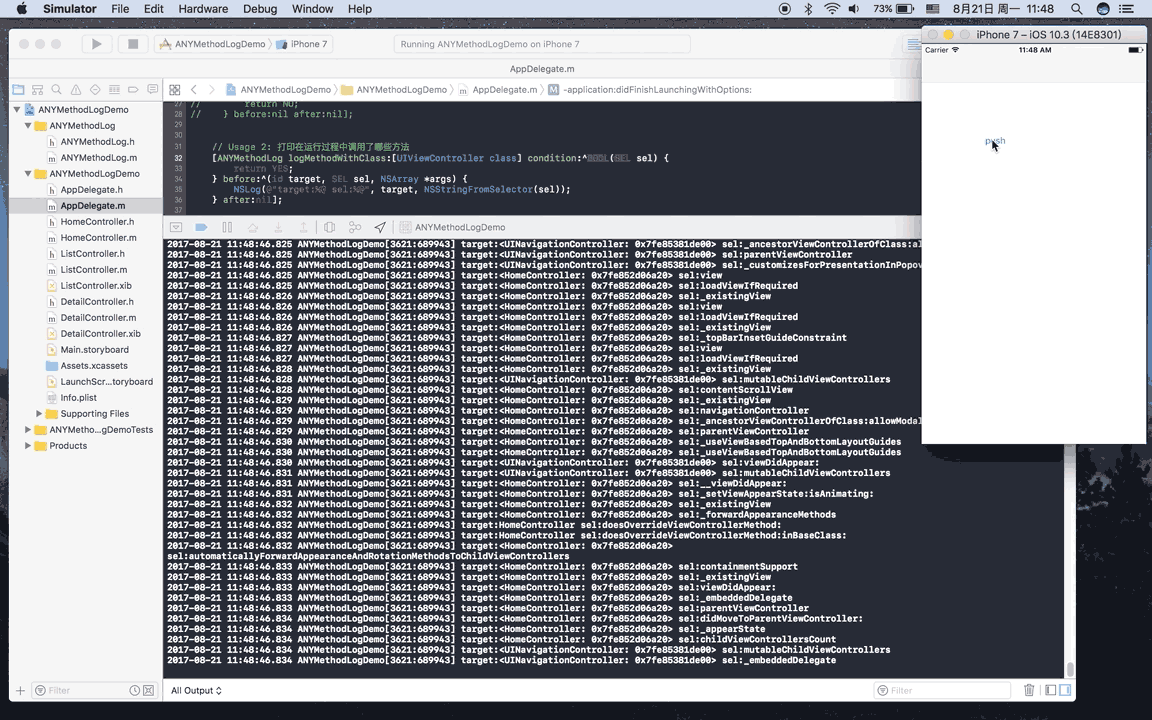 Simulator File Edit Hardware Debug Window Help 73% 8月21日 周一 11:48
ANYMethodLogDemo iPhone 7 Running ANYMethodLogDemo on iPhone 7
iPhone 7 – iOS 10.3 (14E8301)
Carrier 11:48 AM
push
AppDelegate.m
ANYMethodLogDemo ANYMethodLogDemo AppDelegate.m M -application:didFinishLaunchingWithOptions:
ANYMethodLogDemo
ANYMethodLog
h ANYMethodLog.h
m ANYMethodLog.m
ANYMethodLogDemo
h AppDelegate.h
m AppDelegate.m
h HomeController.h
m HomeController.m
h ListController.h
m ListController.m
ListController.xib
h DetailController.h
m DetailController.m
DetailController.xib
Main.storyboard
Assets.xcassets
LaunchScr...toryboard
Info.plist
Supporting Files
ANYMetho...gDemoTests
Products
Filter
27 // return NO;
28 // } before:nil after:nil];
29
30
31 // Usage 2: 打印在运行过程中调用了哪些方法
32 [ANYMethodLog logMethodWithClass:[UIViewController class] condition:^BOOL(SEL sel) {
33 return YES;
34 } before:^(id target, SEL sel, NSArray *args) {
35 NSLog(@"target:%@ sel:%@", target, NSStringFromSelector(sel));
36 } after:nil];
37
ANYMethodLogDemo
2017-08-21 11:48:46.825 ANYMethodLogDemo[3621:689943] target:<UINavigationController: 0x7fe85381de00> sel:_ancestorViewControllerOfClass:al
2017-08-21 11:48:46.825 ANYMethodLogDemo[3621:689943] target:<UINavigationController: 0x7fe85381de00> sel:parentViewController
2017-08-21 11:48:46.825 ANYMethodLogDemo[3621:689943] target:<UINavigationController: 0x7fe85381de00> sel:_customizesForPresentationInPopov
2017-08-21 11:48:46.825 ANYMethodLogDemo[3621:689943] target:<HomeController: 0x7fe852d06a20> sel:view
2017-08-21 11:48:46.826 ANYMethodLogDemo[3621:689943] target:<HomeController: 0x7fe852d06a20> sel:loadViewIfRequired
2017-08-21 11:48:46.826 ANYMethodLogDemo[3621:689943] target:<HomeController: 0x7fe852d06a20> sel:_existingView
2017-08-21 11:48:46.826 ANYMethodLogDemo[3621:689943] target:<HomeController: 0x7fe852d06a20> sel:view
2017-08-21 11:48:46.826 ANYMethodLogDemo[3621:689943] target:<HomeController: 0x7fe852d06a20> sel:loadViewIfRequired
2017-08-21 11:48:46.826 ANYMethodLogDemo[3621:689943] target:<HomeController: 0x7fe852d06a20> sel:_existingView
2017-08-21 11:48:46.827 ANYMethodLogDemo[3621:689943] target:<HomeController: 0x7fe852d06a20> sel:_topBarInsetGuideConstraint
2017-08-21 11:48:46.827 ANYMethodLogDemo[3621:689943] target:<HomeController: 0x7fe852d06a20> sel:view
2017-08-21 11:48:46.827 ANYMethodLogDemo[3621:689943] target:<HomeController: 0x7fe852d06a20> sel:loadViewIfRequired
2017-08-21 11:48:46.828 ANYMethodLogDemo[3621:689943] target:<HomeController: 0x7fe852d06a20> sel:_existingView
2017-08-21 11:48:46.828 ANYMethodLogDemo[3621:689943] target:<UINavigationController: 0x7fe85381de00> sel:mutableChildViewControllers
2017-08-21 11:48:46.828 ANYMethodLogDemo[3621:689943] target:<HomeController: 0x7fe852d06a20> sel:contentScrollView
2017-08-21 11:48:46.829 ANYMethodLogDemo[3621:689943] target:<HomeController: 0x7fe852d06a20> sel:_existingView
2017-08-21 11:48:46.829 ANYMethodLogDemo[3621:689943] target:<HomeController: 0x7fe852d06a20> sel:navigationController
2017-08-21 11:48:46.829 ANYMethodLogDemo[3621:689943] target:<HomeController: 0x7fe852d06a20> sel:_ancestorViewControllerOfClass:allowModal
2017-08-21 11:48:46.829 ANYMethodLogDemo[3621:689943] target:<HomeController: 0x7fe852d06a20> sel:parentViewController
2017-08-21 11:48:46.830 ANYMethodLogDemo[3621:689943] target:<HomeController: 0x7fe852d06a20> sel:_useViewBasedTopAndBottomLayoutGuides
2017-08-21 11:48:46.830 ANYMethodLogDemo[3621:689943] target:<HomeController: 0x7fe852d06a20> sel:_useViewBasedTopAndBottomLayoutGuides
2017-08-21 11:48:46.830 ANYMethodLogDemo[3621:689943] target:<UINavigationController: 0x7fe85381de00> sel:viewDidAppear:
2017-08-21 11:48:46.831 ANYMethodLogDemo[3621:689943] target:<UINavigationController: 0x7fe85381de00> sel:mutableChildViewControllers
2017-08-21 11:48:46.831 ANYMethodLogDemo[3621:689943] target:<HomeController: 0x7fe852d06a20> sel:__viewDidAppear:
2017-08-21 11:48:46.831 ANYMethodLogDemo[3621:689943] target:<HomeController: 0x7fe852d06a20> sel:_setViewAppearState:isAnimating:
2017-08-21 11:48:46.832 ANYMethodLogDemo[3621:689943] target:<HomeController: 0x7fe852d06a20> sel:_existingView
2017-08-21 11:48:46.832 ANYMethodLogDemo[3621:689943] target:<HomeController: 0x7fe852d06a20> sel:_forwardAppearanceMethods
2017-08-21 11:48:46.832 ANYMethodLogDemo[3621:689943] target:HomeController sel:doesOverrideViewControllerMethod:
2017-08-21 11:48:46.832 ANYMethodLogDemo[3621:689943] target:HomeController sel:doesOverrideViewControllerMethod:inBaseClass:
2017-08-21 11:48:46.832 ANYMethodLogDemo[3621:689943] target:<HomeController: 0x7fe852d06a20>
sel:automaticallyForwardAppearanceAndRotationMethodsToChildViewControllers
2017-08-21 11:48:46.833 ANYMethodLogDemo[3621:689943] target:<HomeController: 0x7fe852d06a20> sel:containmentSupport
2017-08-21 11:48:46.833 ANYMethodLogDemo[3621:689943] target:<HomeController: 0x7fe852d06a20> sel:_existingView
2017-08-21 11:48:46.833 ANYMethodLogDemo[3621:689943] target:<HomeController: 0x7fe852d06a20> sel:viewDidAppear:
2017-08-21 11:48:46.833 ANYMethodLogDemo[3621:689943] target:<HomeController: 0x7fe852d06a20> sel:_embeddedDelegate
2017-08-21 11:48:46.833 ANYMethodLogDemo[3621:689943] target:<HomeController: 0x7fe852d06a20> sel:parentViewController
2017-08-21 11:48:46.834 ANYMethodLogDemo[3621:689943] target:<HomeController: 0x7fe852d06a20> sel:didMoveToParentViewController:
2017-08-21 11:48:46.834 ANYMethodLogDemo[3621:689943] target:<HomeController: 0x7fe852d06a20> sel:_appearState
2017-08-21 11:48:46.834 ANYMethodLogDemo[3621:689943] target:<HomeController: 0x7fe852d06a20> sel:childViewControllersCount
2017-08-21 11:48:46.834 ANYMethodLogDemo[3621:689943] target:<UINavigationController: 0x7fe85381de00> sel:mutableChildViewControllers
2017-08-21 11:48:46.834 ANYMethodLogDemo[3621:689943] target:<HomeController: 0x7fe852d06a20> sel:_embeddedDelegate
All Output Filter